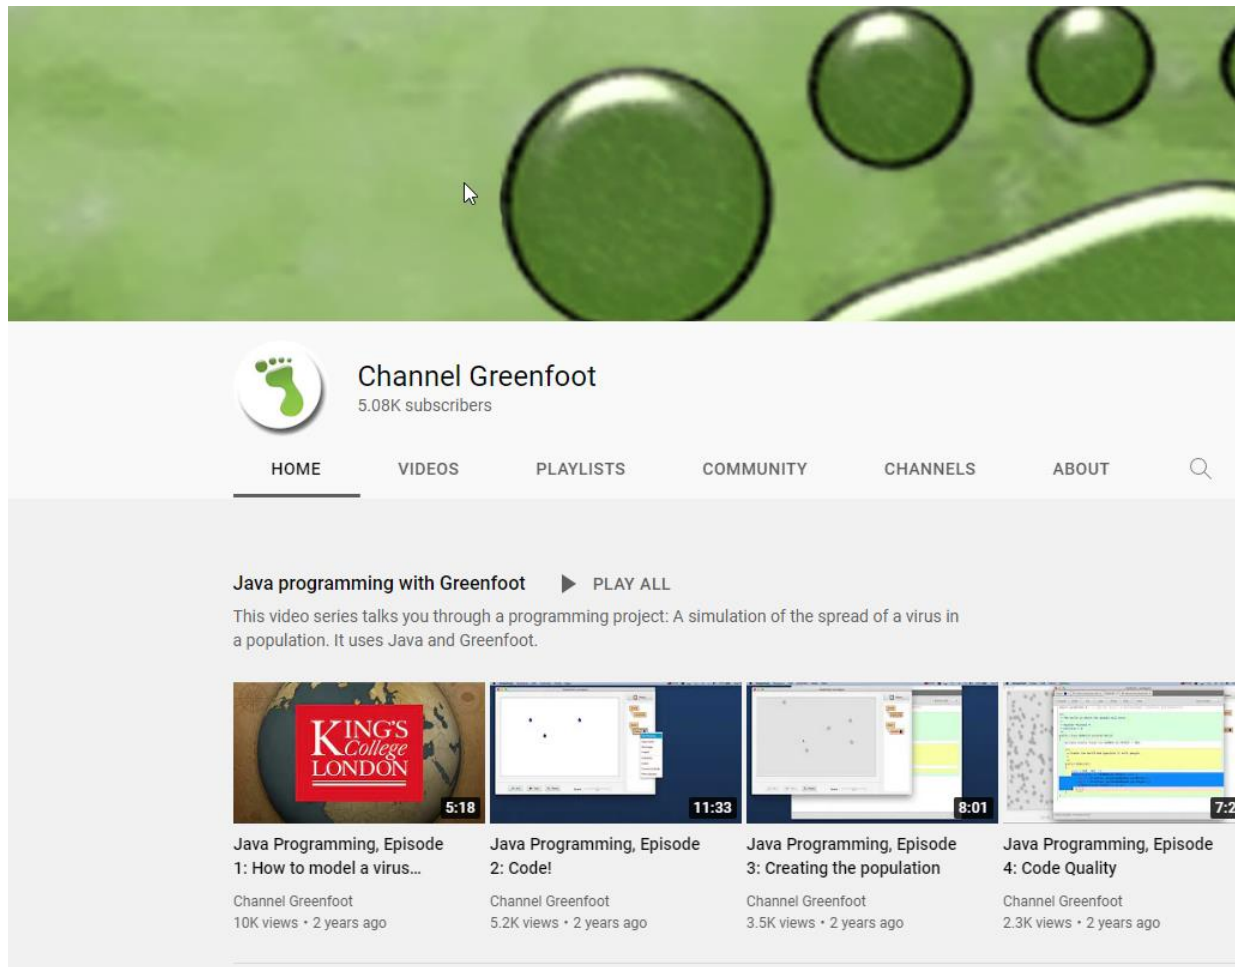 Channel Greenfoot
5.08K subscribers
HOME VIDEOS PLAYLISTS COMMUNITY CHANNELS ABOUT
Java programming with Greenfoot PLAY ALL
This video series talks you through a programming project: A simulation of the spread of a virus in
a population. It uses Java and Greenfoot.
KING'S
College
LONDON
5:18 11:33 8:01 7:2
Java Programming, Episode
1: How to model a virus...
Channel Greenfoot
10K views • 2 years ago
Java Programming, Episode
2: Code!
Channel Greenfoot
5.2K views • 2 years ago
Java Programming, Episode
3: Creating the population
Channel Greenfoot
3.5K views • 2 years ago
Java Programming, Episode
4: Code Quality
Channel Greenfoot
2.3K views • 2 years ago